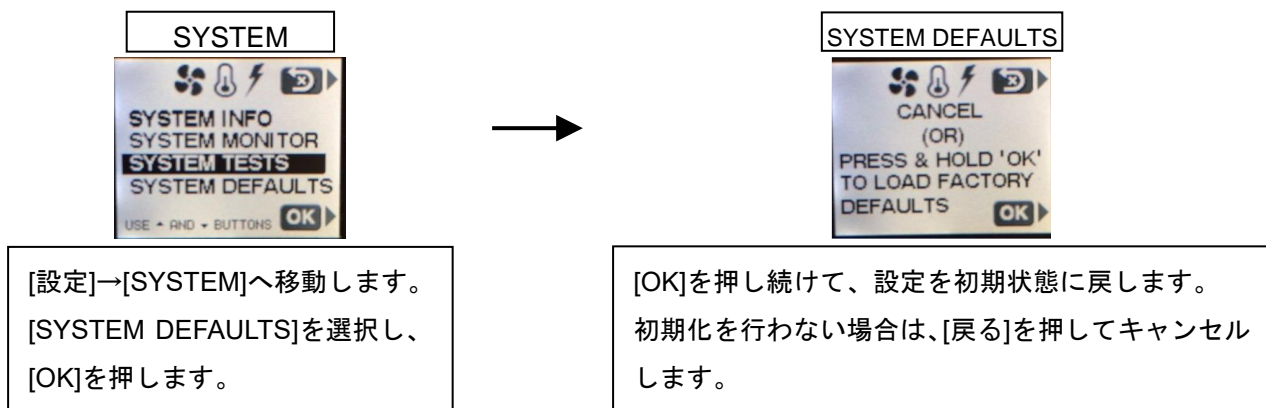 SYSTEM
SYSTEM INFO
SYSTEM MONITOR
SYSTEM TESTS
SYSTEM DEFAULTS
USE AND BUTTONS OK
[設定]→[SYSTEM]へ移動します。
[SYSTEM DEFAULTS]を選択し、
[OK]を押します。
SYSTEM DEFAULTS
CANCEL
(OR)
PRESS & HOLD 'OK'
TO LOAD FACTORY
DEFAULTS OK
[OK]を押し続けて、設定を初期状態に戻します。
初期化を行わない場合は、[戻る]を押してキャンセル
します。